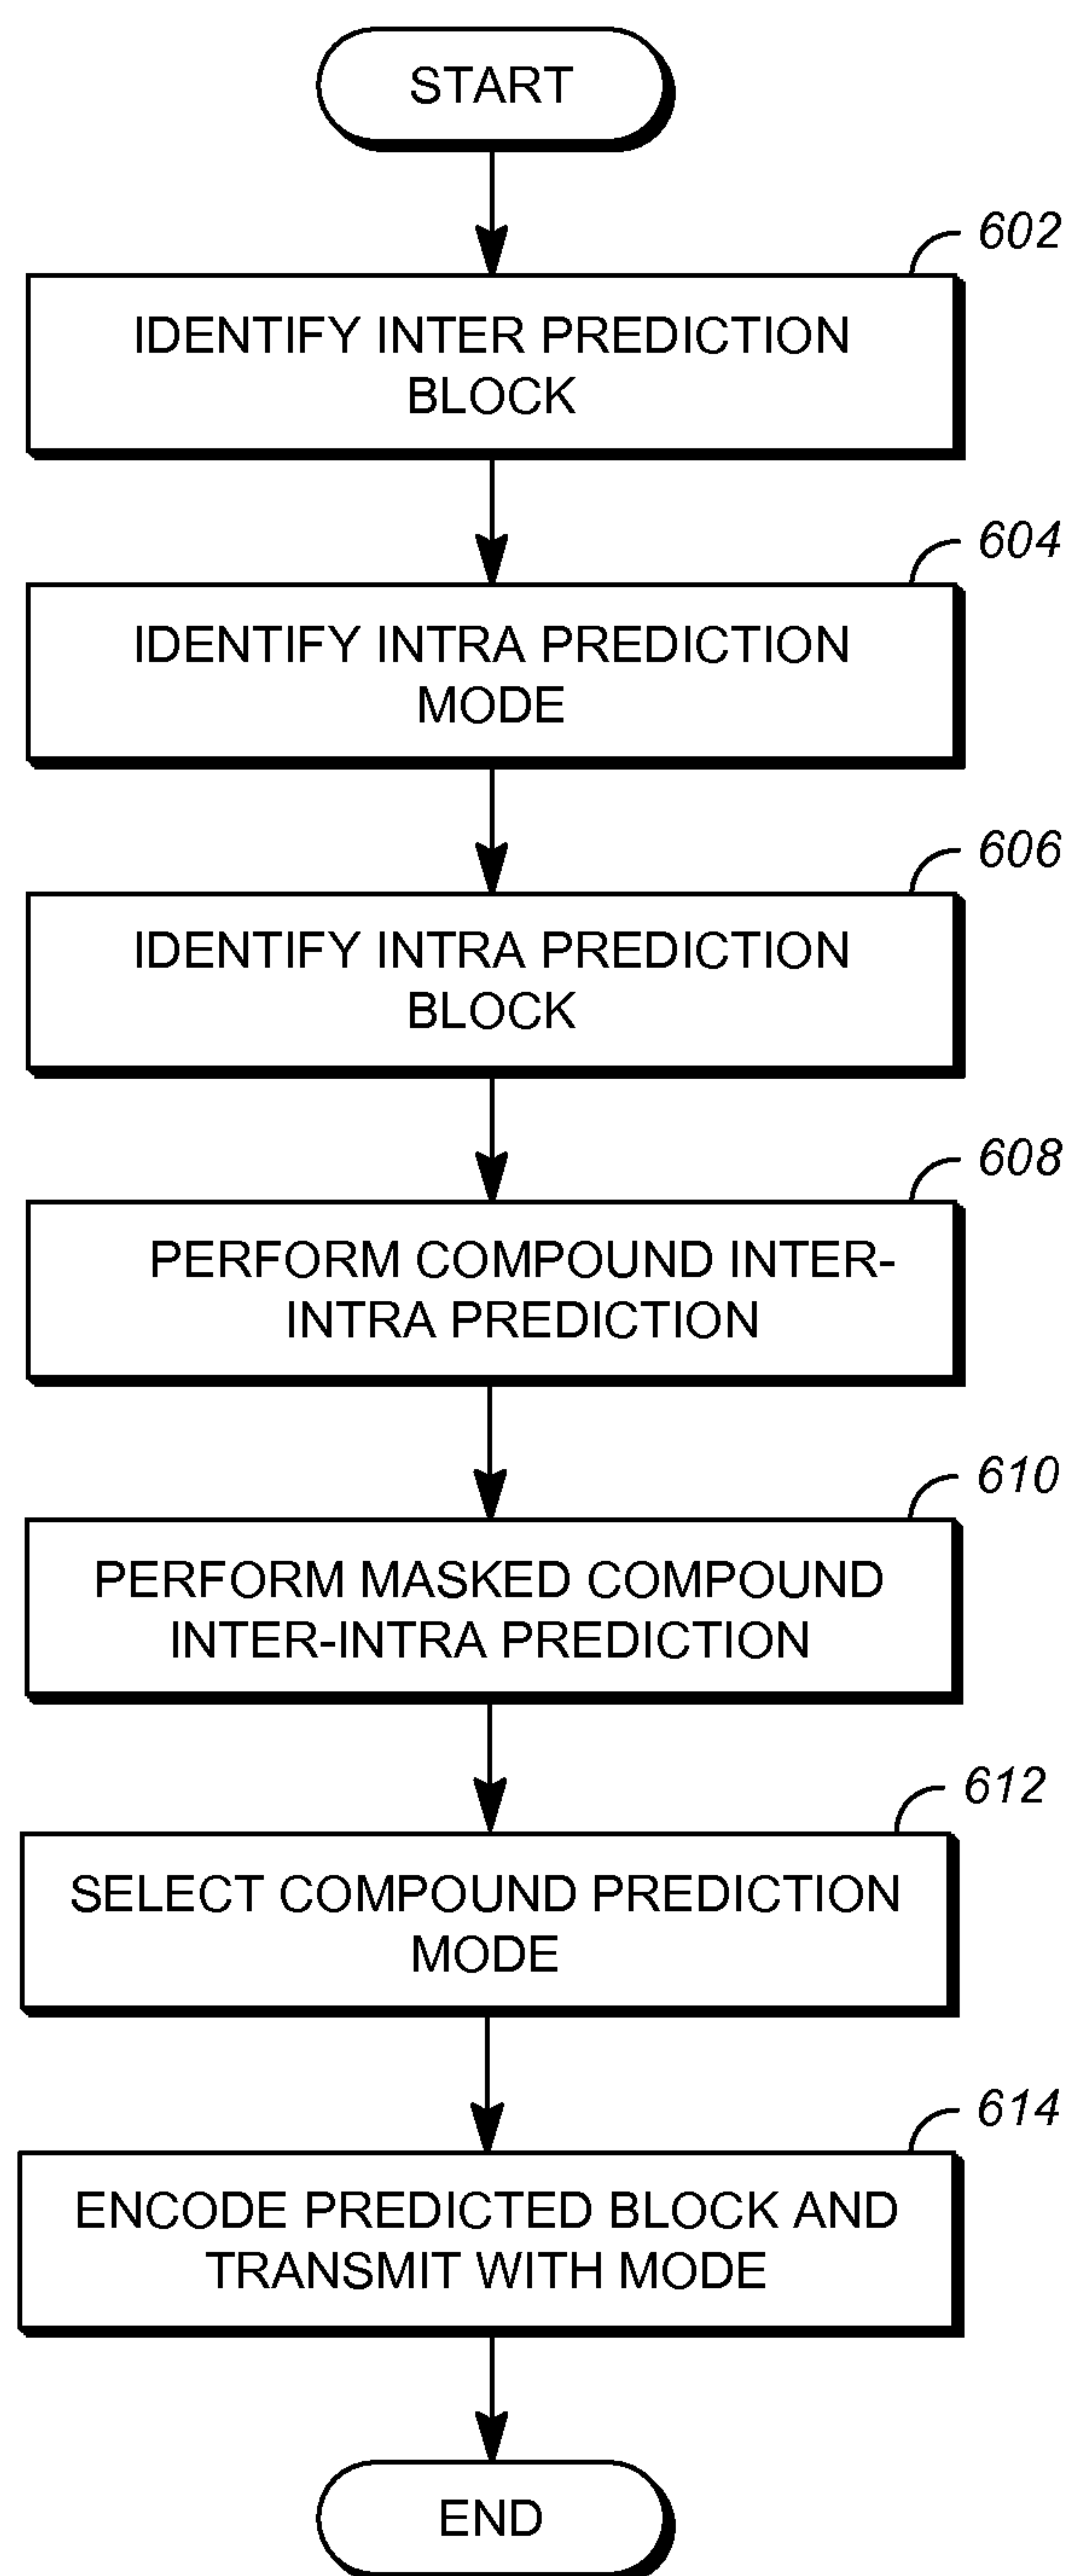 START
602
IDENTIFY INTER PREDICTION
BLOCK
604
IDENTIFY INTRA PREDICTION
MODE
606
IDENTIFY INTRA PREDICTION
BLOCK
608
PERFORM COMPOUND INTER-
INTRA PREDICTION
610
PERFORM MASKED COMPOUND
INTER-INTRA PREDICTION
612
SELECT COMPOUND PREDICTION
MODE
614
ENCODE PREDICTED BLOCK AND
TRANSMIT WITH MODE
END